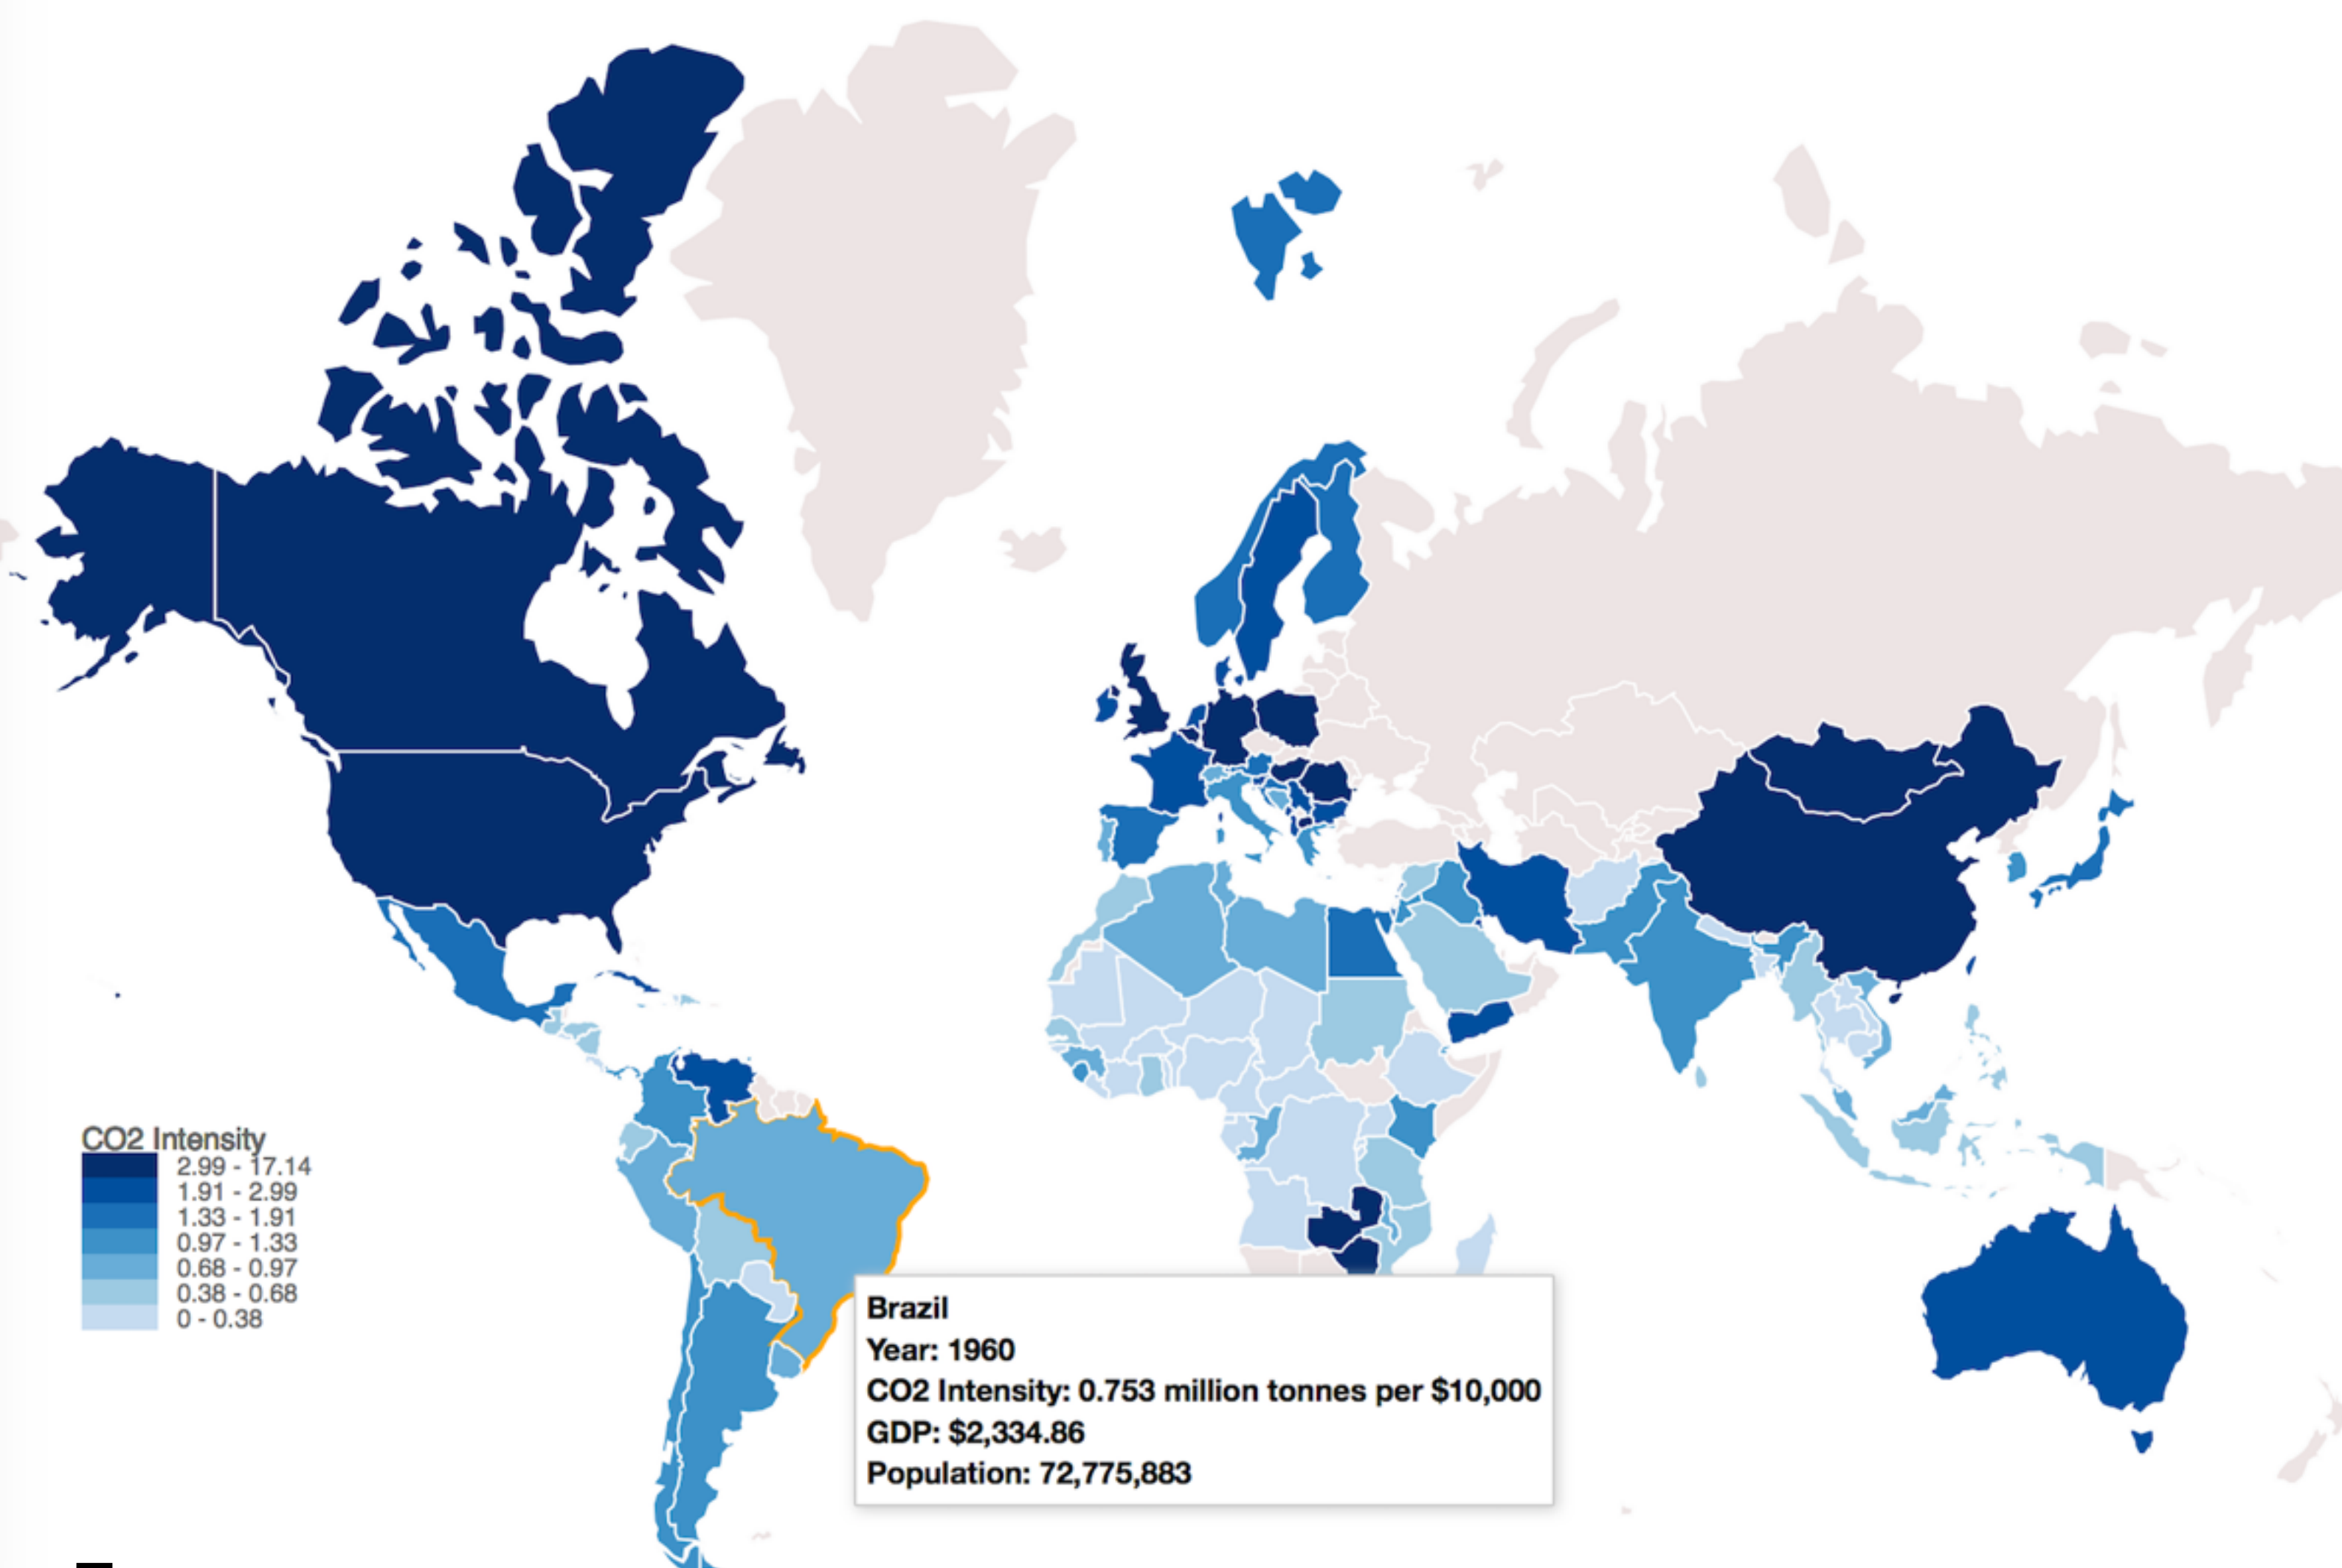 CO2 Intensity
2.99 - 17.14
1.91 - 2.99
1.33 - 1.91
0.97 - 1.33
0.68 - 0.97
0.38 - 0.68
0 - 0.38
Brazil
Year: 1960
CO2 Intensity: 0.753 million tonnes per $10,000
GDP: $2,334.86
Population: 72,775,883